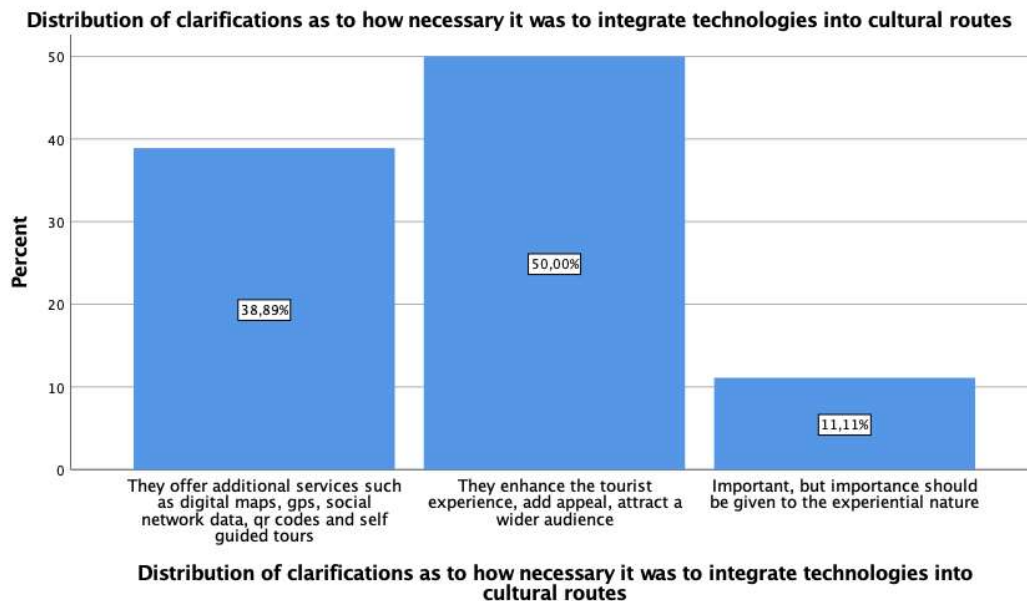 Distribution of clarifications as to how necessary it was to integrate technologies into cultural routes
Percent
50
40
30
20
10
0
38,89%
50,00%
11,11%
They offer additional services such
as digital maps, gps, social
network data, qr codes and self
guided tours
They enhance the tourist
experience, add appeal, attract a
wider audience
Important, but importance should
be given to the experiential nature
Distribution of clarifications as to how necessary it was to integrate technologies into
cultural routes